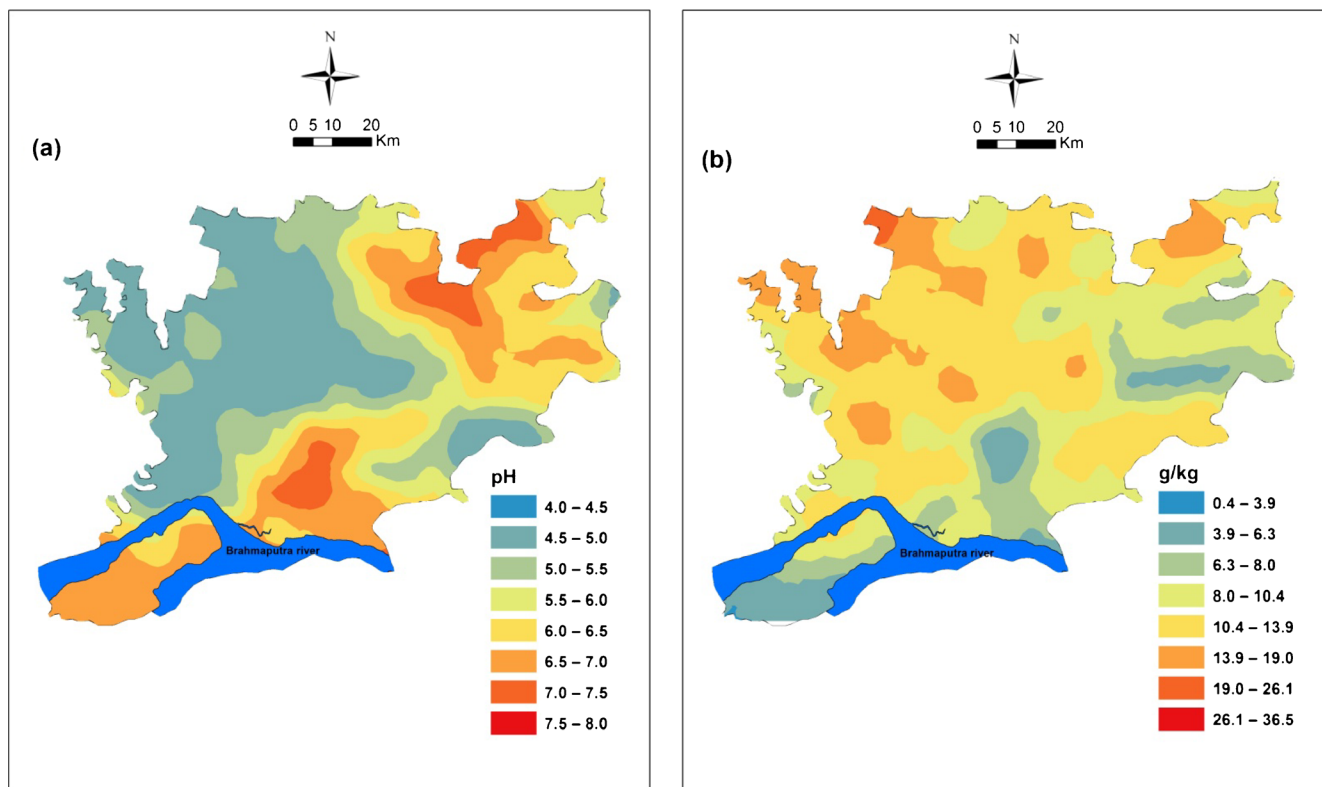 N
0 5 10 20
Km
(a)
Brahmaputra river
pH
4.0 – 4.5
4.5 – 5.0
5.0 – 5.5
5.5 – 6.0
6.0 – 6.5
6.5 – 7.0
7.0 – 7.5
7.5 – 8.0
N
0 5 10 20
Km
(b)
Brahmaputra river
g/kg
0.4 – 3.9
3.9 – 6.3
6.3 – 8.0
8.0 – 10.4
10.4 – 13.9
13.9 – 19.0
19.0 – 26.1
26.1 – 36.5